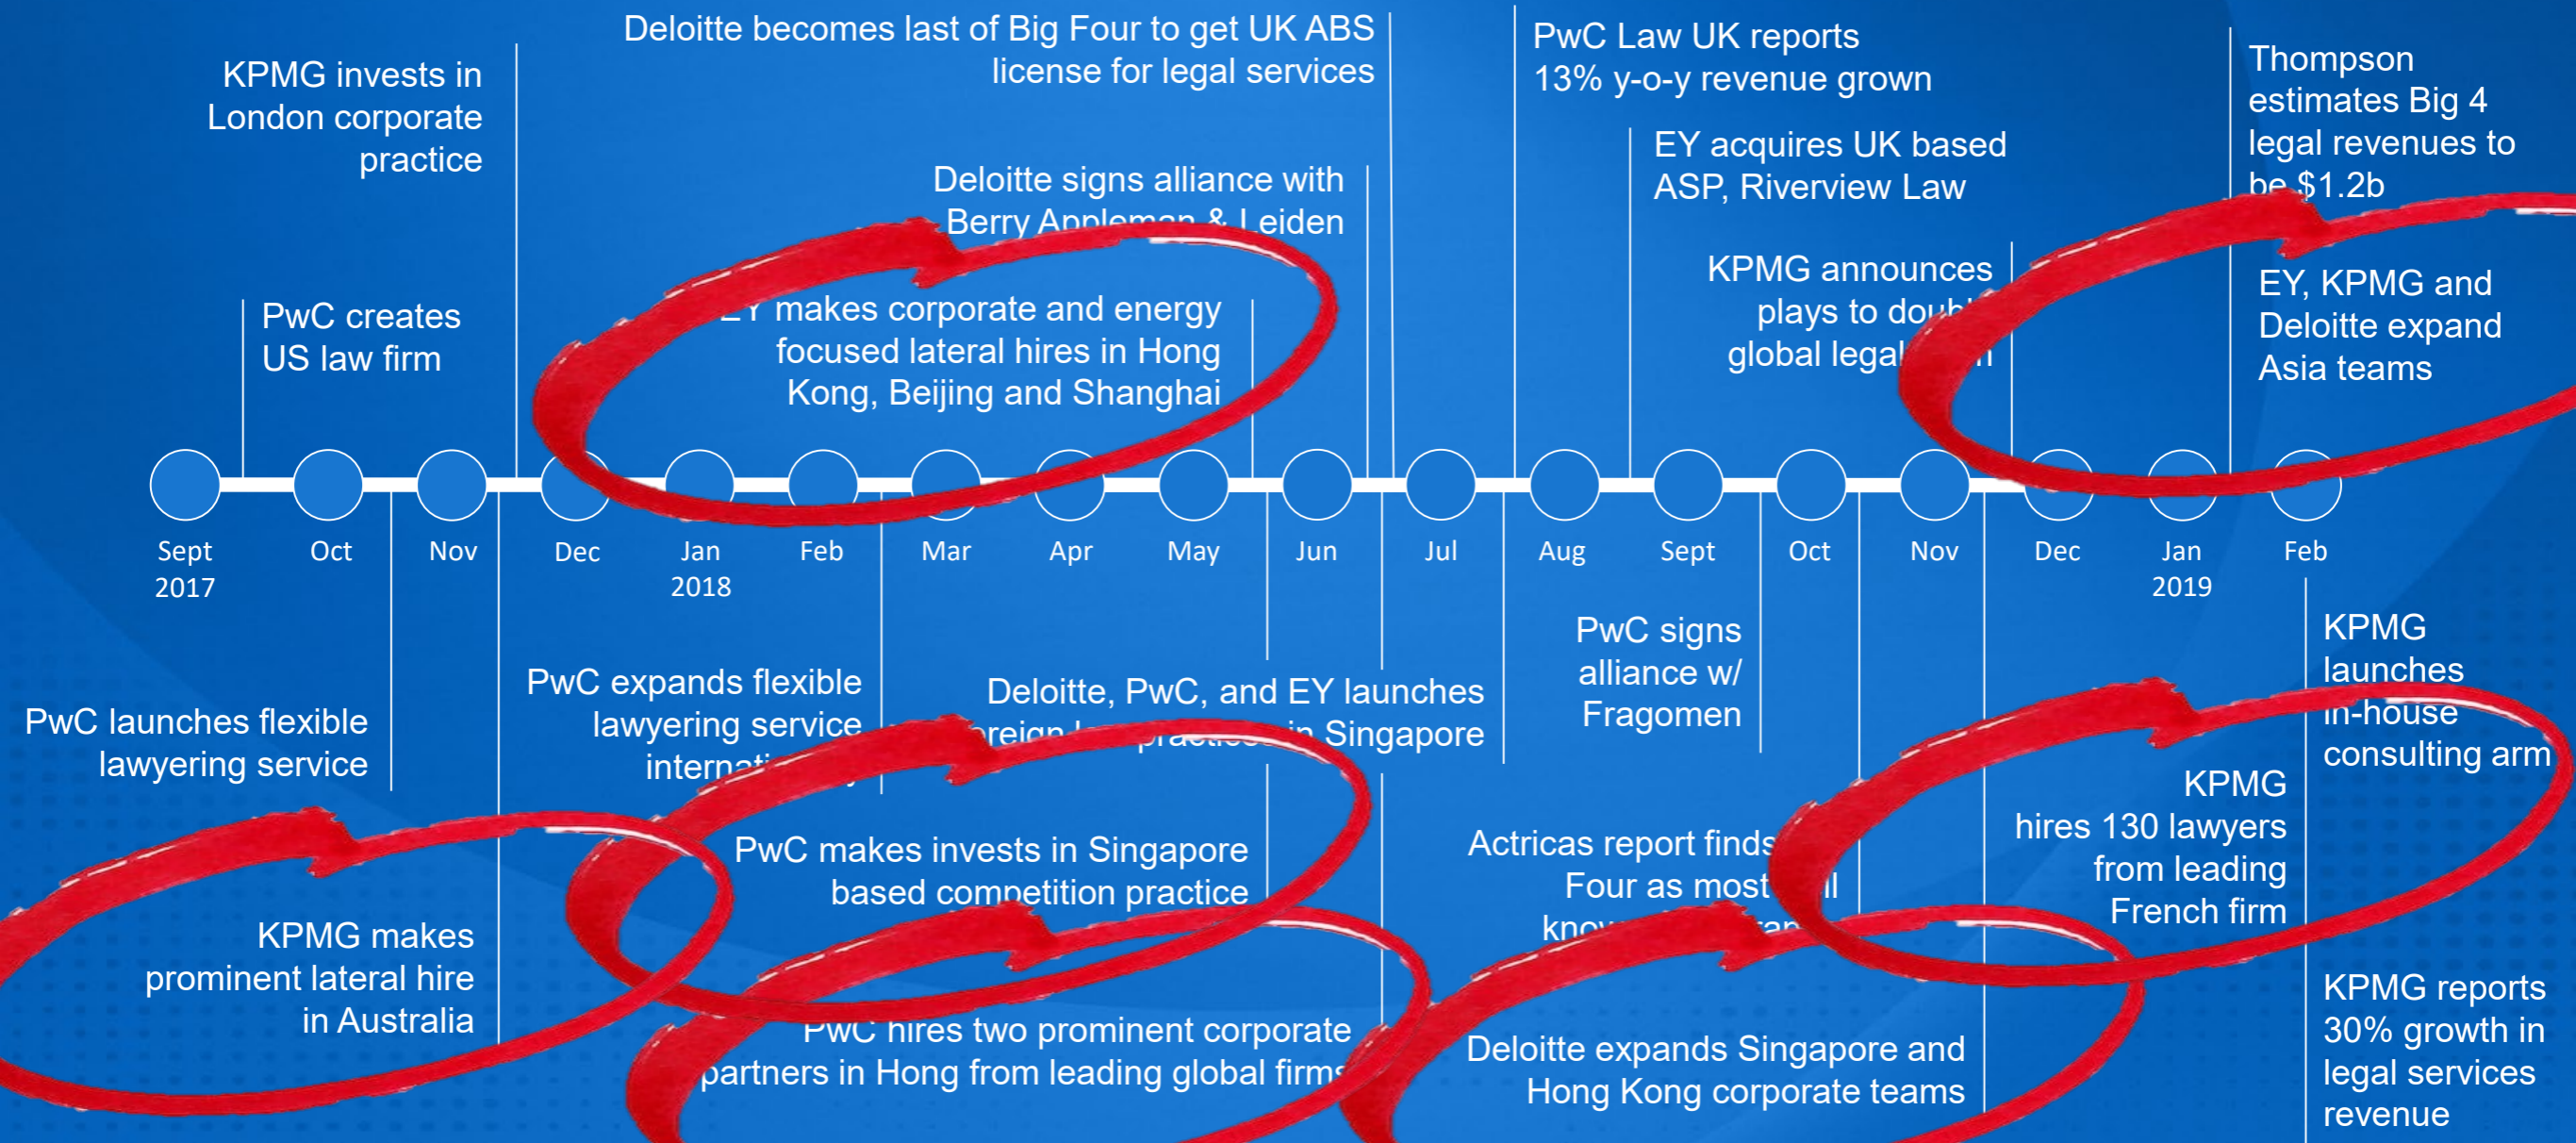 Deloitte becomes last of Big Four to get UK ABS
license for legal services
KPMG invests in
London corporate
practice
PwC Law UK reports
13% y-o-y revenue grown
Thompson
estimates Big 4
legal revenues to
be $1.2b
Deloitte signs alliance with
Berry Appleman & Leiden
EY acquires UK based
ASP, Riverview Law
PwC creates
US law firm
EY makes corporate and energy
focused lateral hires in Hong
Kong, Beijing and Shanghai
KPMG announces
plays to double
global legal
EY, KPMG and
Deloitte expand
Asia teams
Sept
2017
Oct
Nov
Dec
Jan
2018
Feb
Mar
Apr
May
Jun
Jul
Aug
Sept
Oct
Nov
Dec
Jan
2019
Feb
PwC launches flexible
lawyering service
PwC expands flexible
lawyering service
Deloitte, PwC, and EY launches
in Singapore
PwC signs
alliance w/
Fragomen
KPMG
launches
in-house
consulting arm
KPMG makes
prominent lateral hire
in Australia
PwC makes invests in Singapore
based competition practice
PwC hires two prominent corporate
partners in Hong from leading global firms
Actricas report finds
Four as most
Deloitte expands Singapore and
Hong Kong corporate teams
KPMG
hires 130 lawyers
from leading
French firm
KPMG reports
30% growth in
legal services
revenue